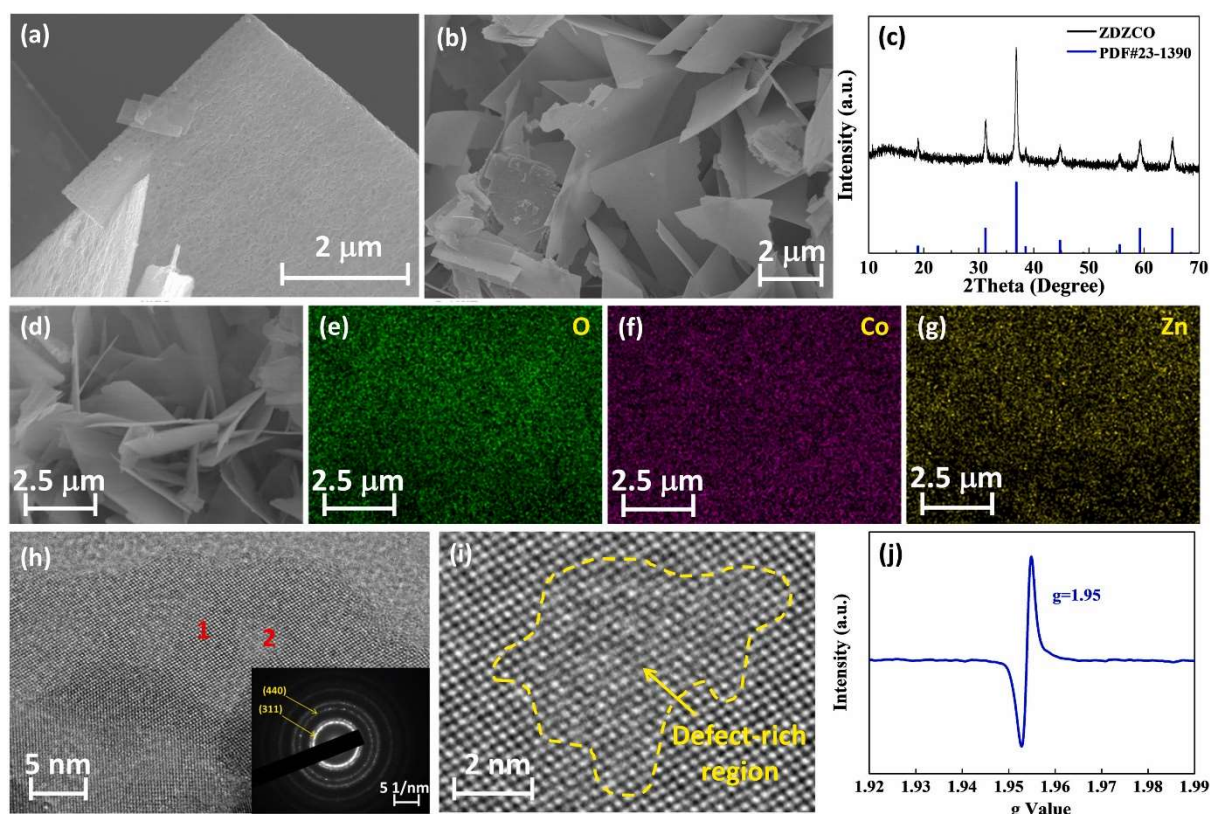 (a)
2 μm
(b)
2 μm
(c)
ZDZCO
PDF#23-1390
Intensity (a.u.)
10 20 30 40 50 60 70
2Theta (Degree)
(d)
2.5 μm
(e)
O
2.5 μm
(f)
Co
2.5 μm
(g)
Zn
2.5 μm
(h)
1
2
5 nm
(440)
(311)
5 1/nm
(i)
Defect-rich
region
2 nm
(j)
g=1.95
Intensity (a.u.)
1.92 1.93 1.94 1.95 1.96 1.97 1.98 1.99
g Value